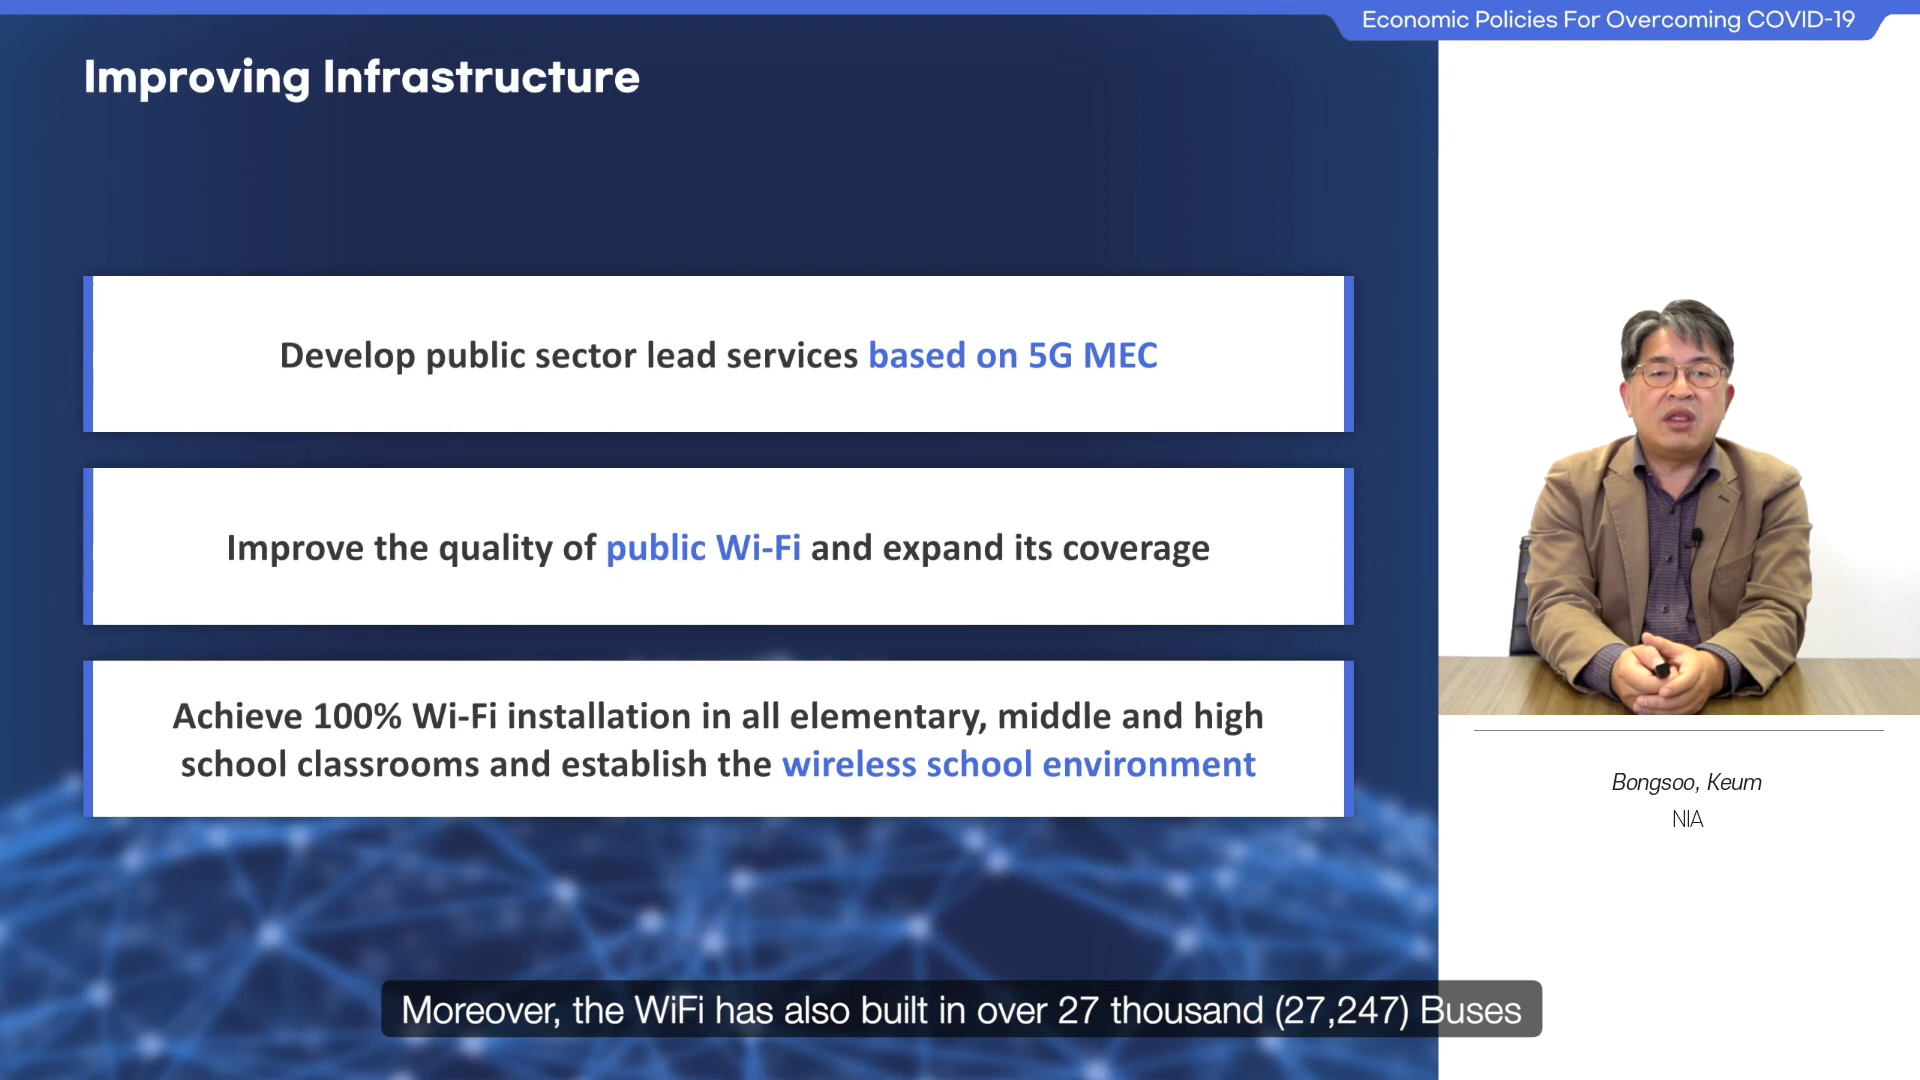 Economic Policies For Overcoming COVID-19
Improving Infrastructure
Develop public sector lead services based on 5G MEC
Improve the quality of public Wi-Fi and expand its coverage
Achieve 100% Wi-Fi installation in all elementary, middle and high
school classrooms and establish the wireless school environment
Bongsoo, Keum
NIA
Moreover, the WiFi has also built in over 27 thousand (27,247) Buses